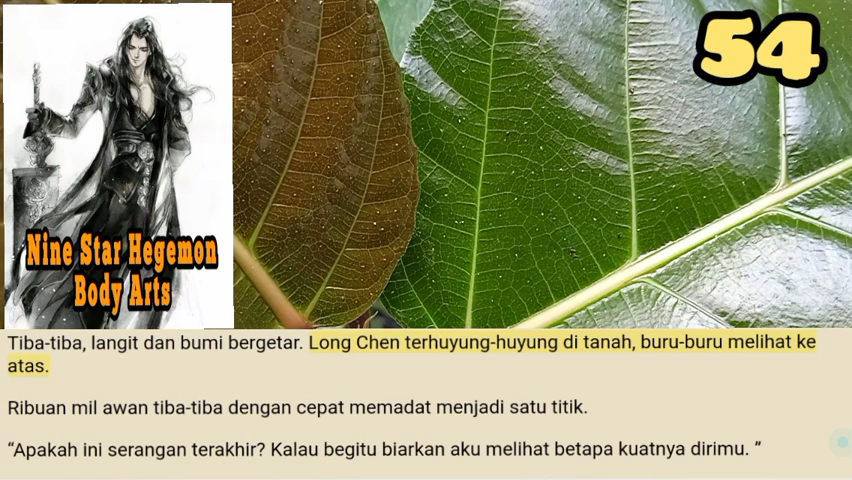 54
Nine Star Hegemon
Body Arts
Tiba-tiba, langit dan bumi bergetar. Long Chen terhuyung-huyung di tanah, buru-buru melihat ke
atas.
Ribuan mil awan tiba-tiba dengan cepat memadat menjadi satu titik.
“Apakah ini serangan terakhir? Kalau begitu biarkan aku melihat betapa kuatnya dirimu. ”